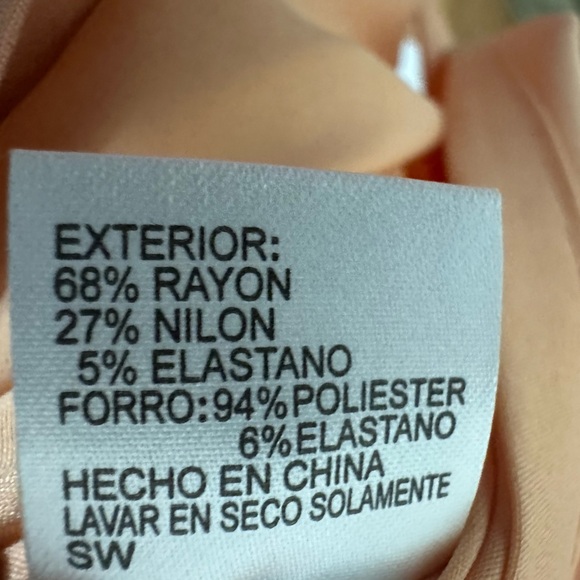 EXTERIOR:
68% RAYON
27% NILON
5% ELASTANO
FORRO:94%POLIESTER
6%ELASTANO
HECHO EN CHINA
LAVAR EN SECO SOLAMENTE
SW